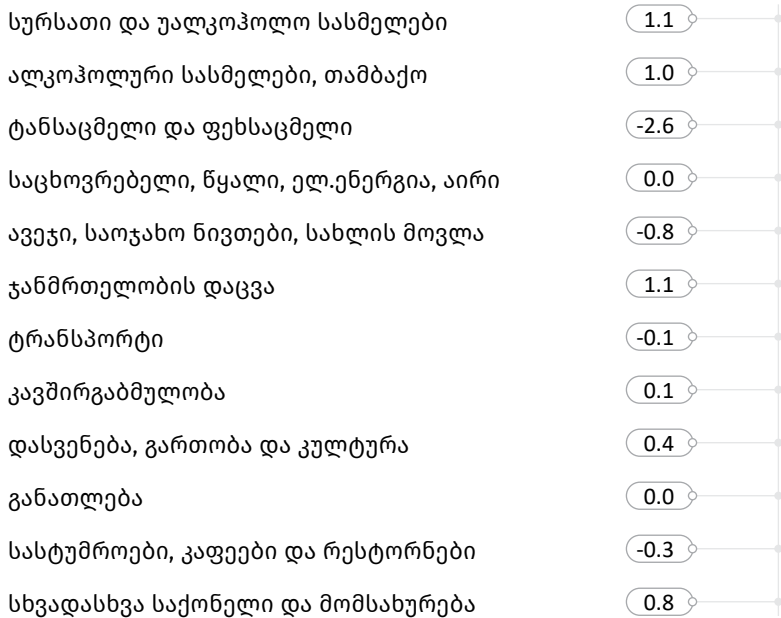 სურსათი და უალკოჰოლო სასმელები 1.1
ალკოჰოლური სასმელები, თამბაქო 1.0
ტანსაცმელი და ფეხსაცმელი -2.6
საცხოვრებელი, წყალი, ელ.ენერგია, აირი 0.0
ავეჯი, საოჯახო ნივთები, სახლის მოვლა -0.8
ჯანმრთელობის დაცვა 1.1
ტრანსპორტი -0.1
კავშირგაბმულობა 0.1
დასვენება, გართობა და კულტურა 0.4
განათლება 0.0
სასტუმროები, კაფეები და რესტორნები -0.3
სხვადასხვა საქონელი და მომსახურება 0.8